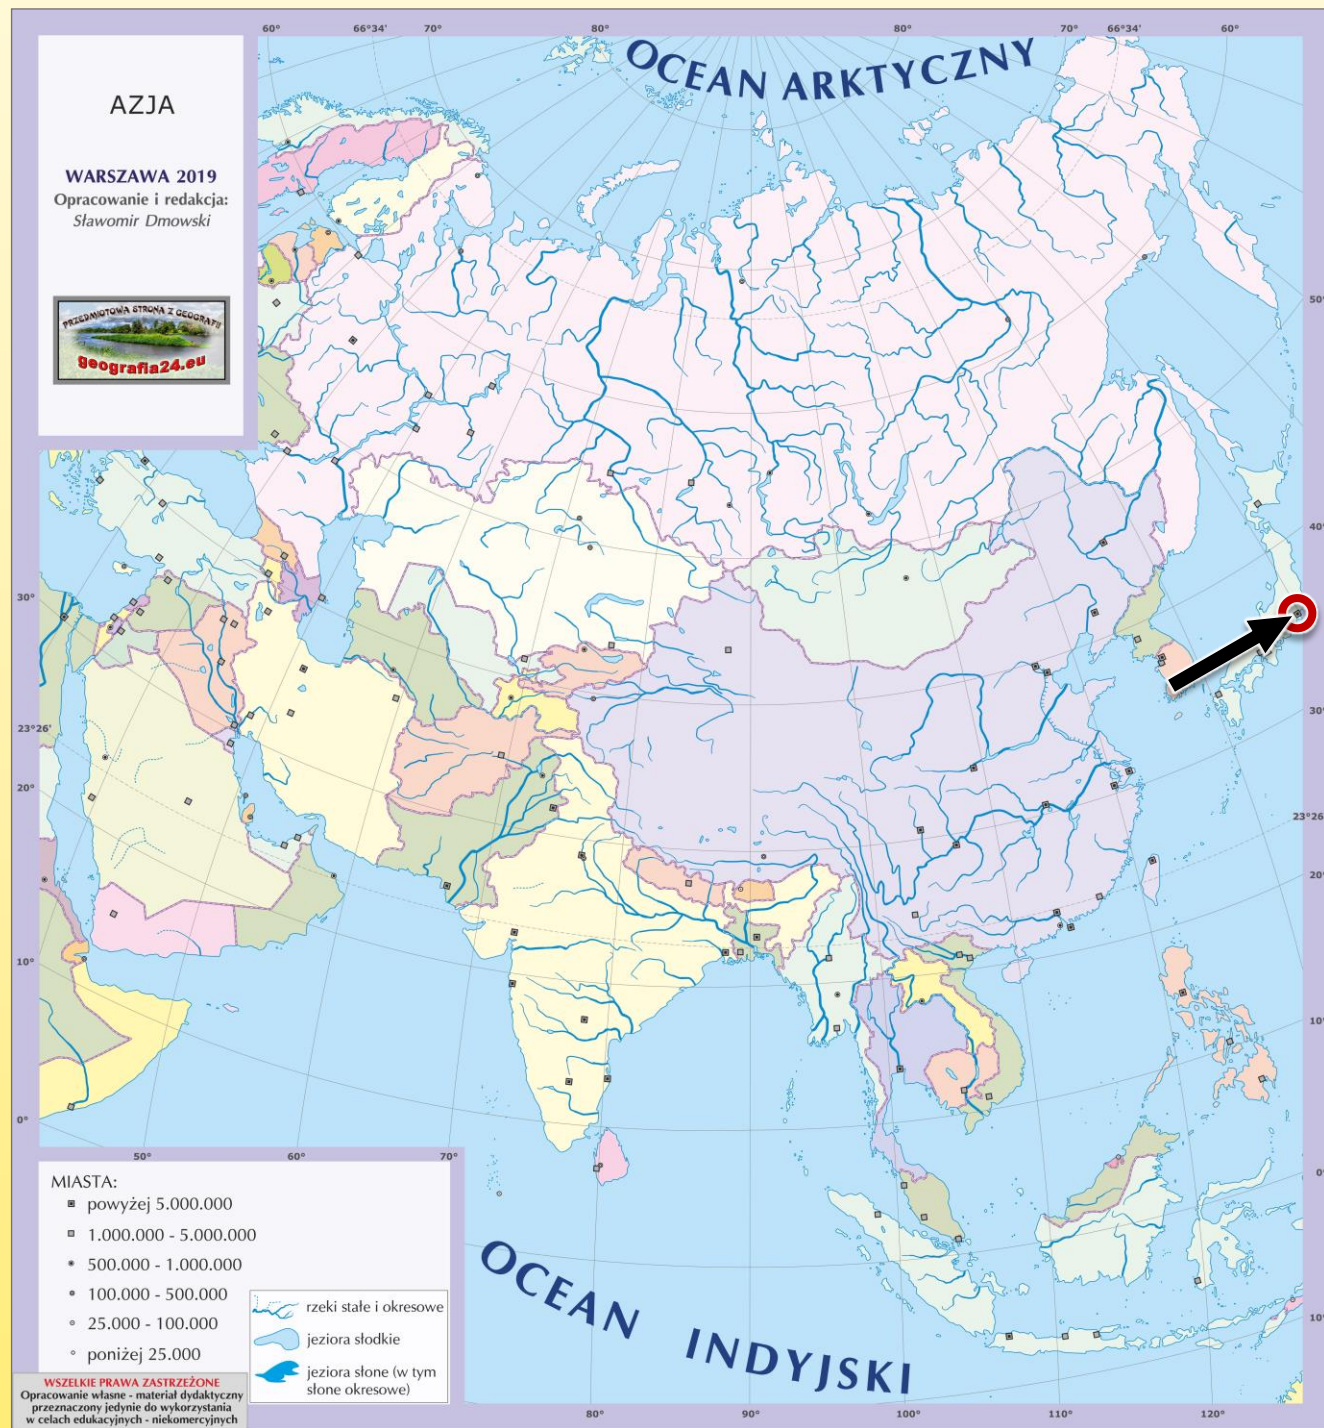 60°
66°34'
70°
80°
80°
70°
66°34'
60°
OCEAN ARKTYCZNY
AZJA
WARSZAWA 2019
Opracowanie i redakcja:
Sławomir Dmowski
PRZEDMIOTOWA STRONA Z GEOGRAFII
geografia24.eu
50°
40°
30°
30°
23°26'
20°
23°26'
20°
10°
10°
0°
0°
10°
50°
60°
70°
MIASTA:
powyżej 5.000.000
1.000.000 - 5.000.000
500.000 - 1.000.000
100.000 - 500.000
25.000 - 100.000
poniżej 25.000
rzeki stałe i okresowe
jeziora słodkie
jeziora słone (w tym
słone okresowe)
OCEAN INDYJSKI
WSZELKIE PRAWA ZASTRZEŻONE
Opracowanie własne - materiał dydaktyczny
przeznaczony jedynie do wykorzystania
w celach edukacyjnych - niekomercyjnych
80°
90°
100°
110°
120°